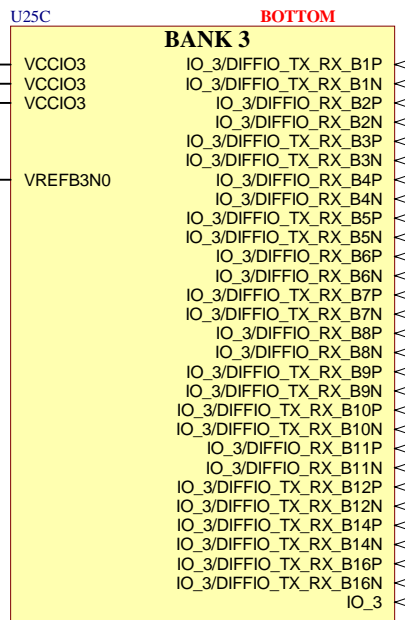 U25C BOTTOM
BANK 3
VCCIO3 IO_3/DIFFIO_TX_RX_B1P
VCCIO3 IO_3/DIFFIO_TX_RX_B1N
VCCIO3 IO_3/DIFFIO_RX_B2P
IO_3/DIFFIO_RX_B2N
IO_3/DIFFIO_TX_RX_B3P
IO_3/DIFFIO_TX_RX_B3N
VREFB3N0 IO_3/DIFFIO_RX_B4P
IO_3/DIFFIO_RX_B4N
IO_3/DIFFIO_TX_RX_B5P
IO_3/DIFFIO_TX_RX_B5N
IO_3/DIFFIO_RX_B6P
IO_3/DIFFIO_RX_B6N
IO_3/DIFFIO_TX_RX_B7P
IO_3/DIFFIO_TX_RX_B7N
IO_3/DIFFIO_RX_B8P
IO_3/DIFFIO_RX_B8N
IO_3/DIFFIO_TX_RX_B9P
IO_3/DIFFIO_TX_RX_B9N
IO_3/DIFFIO_TX_RX_B10P
IO_3/DIFFIO_TX_RX_B10N
IO_3/DIFFIO_RX_B11P
IO_3/DIFFIO_RX_B11N
IO_3/DIFFIO_TX_RX_B12P
IO_3/DIFFIO_TX_RX_B12N
IO_3/DIFFIO_TX_RX_B14P
IO_3/DIFFIO_TX_RX_B14N
IO_3/DIFFIO_TX_RX_B16P
IO_3/DIFFIO_TX_RX_B16N
IO_3